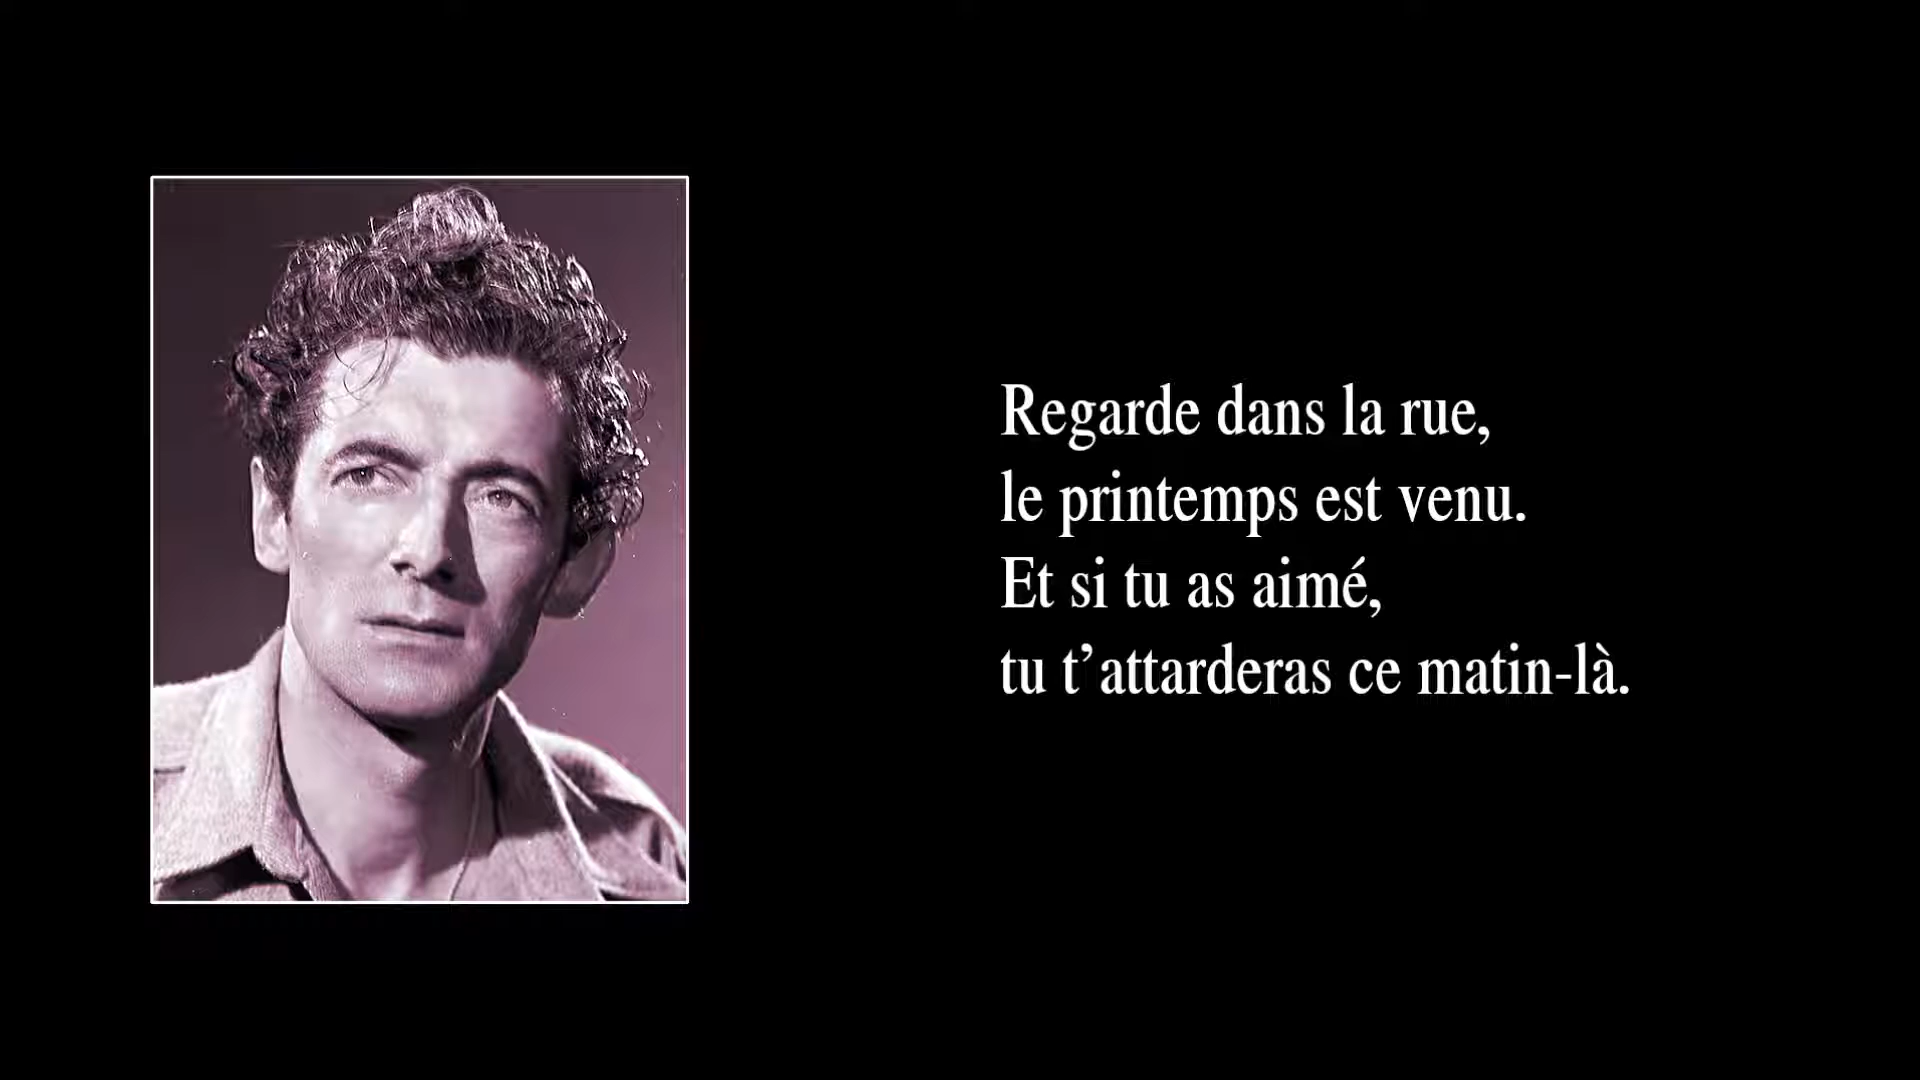 Regarde dans la rue,
le printemps est venu.
Et si tu as aimé,
tu t’attarderas ce matin-là.